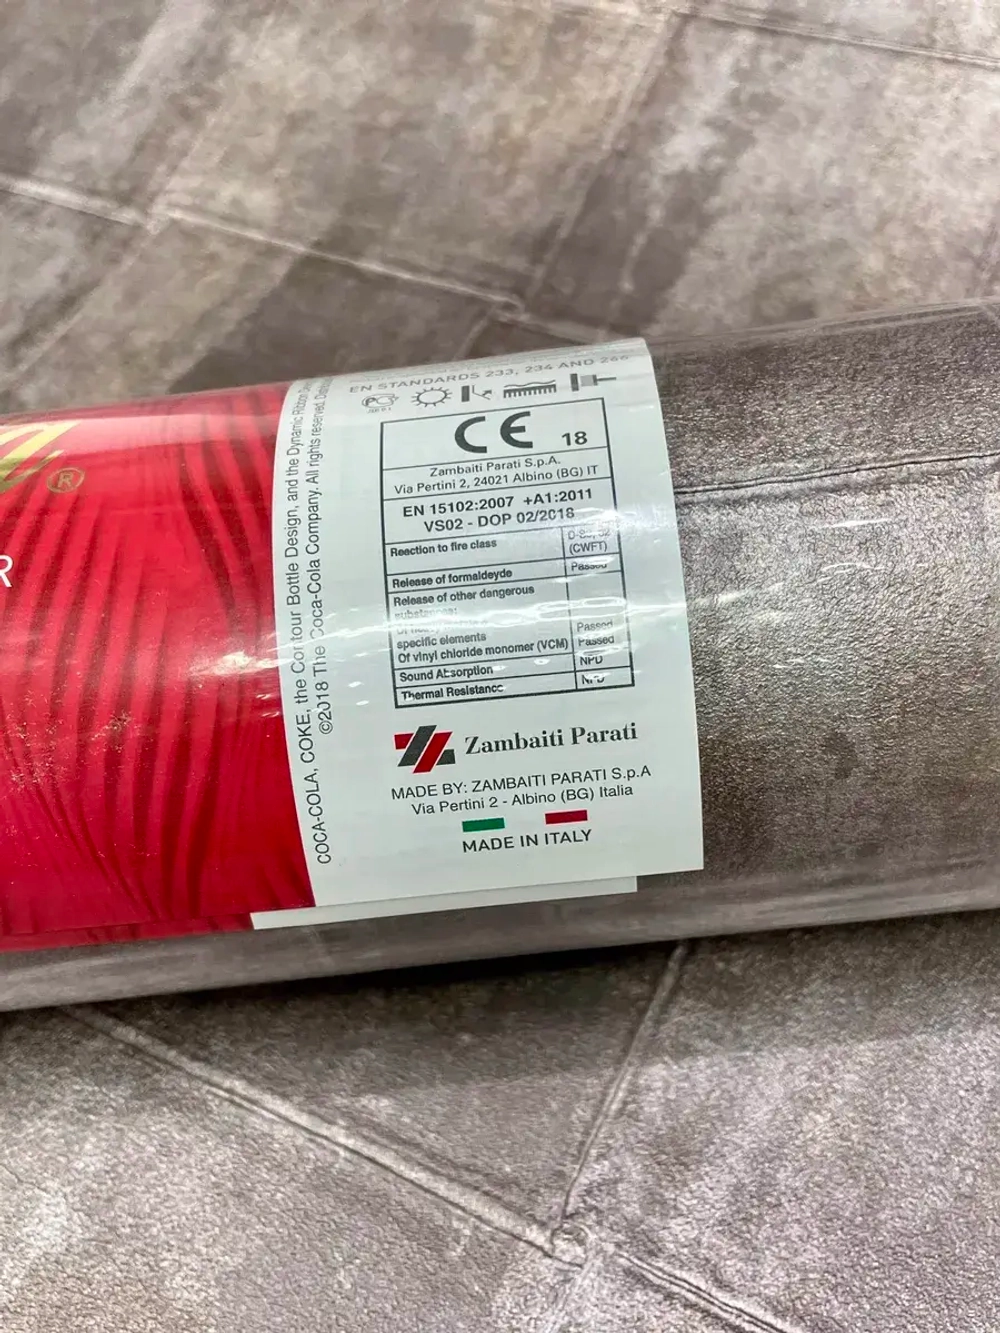 ®
R
COCA-COLA, COKE, the Contour Bottle Design, and the Dynamic Ribbon
©2018 The Coca-Cola Company. All rights reserved.
EN STANDARDS 233, 234 AND 266
CE 18
Zambaiti Parati S.p.A.
Via Pertini 2, 24021 Albino (BG) IT
EN 15102:2007 +A1:2011
VS02 - DOP 02/2018
Reaction to fire class
(CWFT)
Release of formaldeyde Passed
Release of other dangerous
substances:
specific elements Passed
Of vinyl chloride monomer (VCM) Passed
Sound Absorption NPD
Thermal Resistance NPD
Zambaiti Parati
MADE BY: ZAMBAITI PARATI S.p.A
Via Pertini 2 - Albino (BG) Italia
MADE IN ITALY